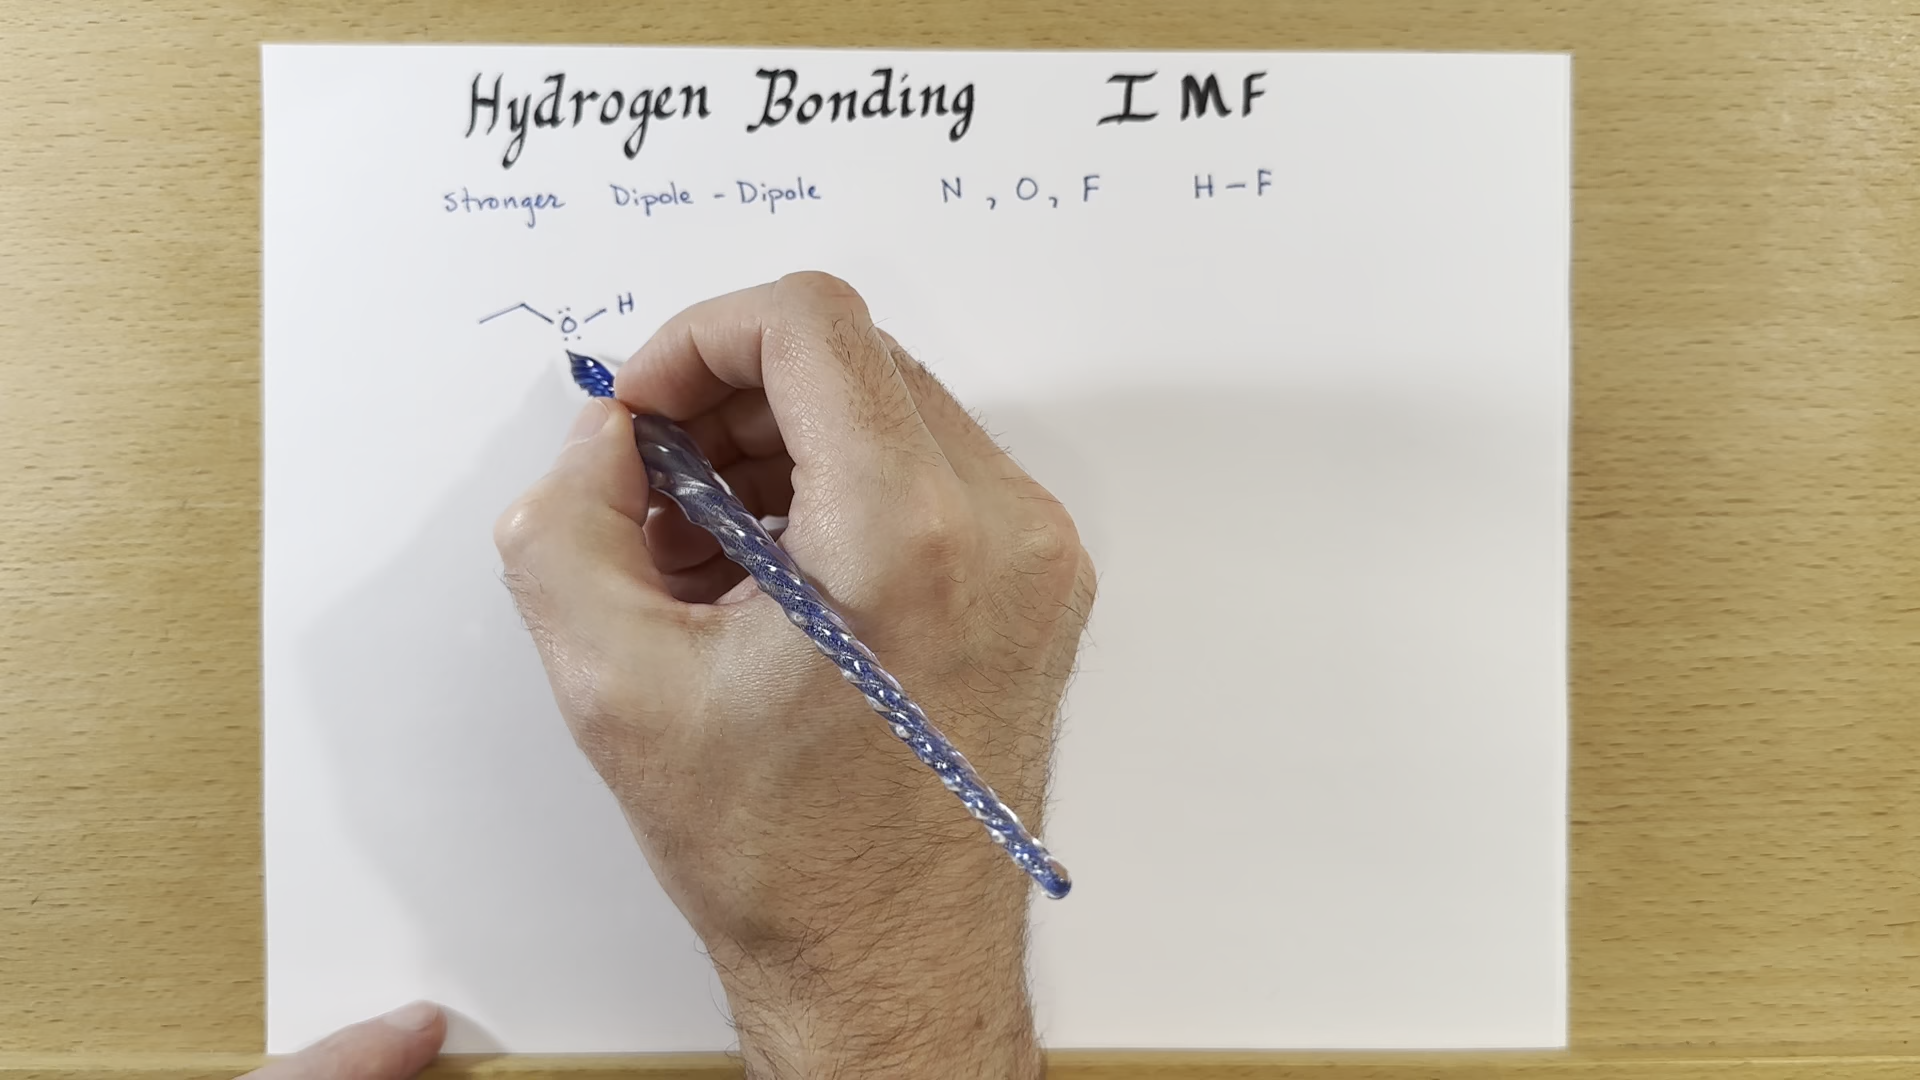 Hydrogen Bonding IMF
Stronger Dipole - Dipole N, O, F H-F
O-H